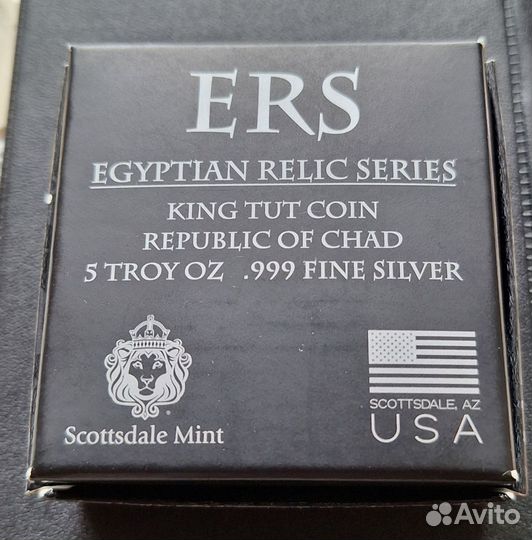 ERS
EGYPTIAN RELIC SERIES
KING TUT COIN
REPUBLIC OF CHAD
5 TROY OZ .999 FINE SILVER
Scottsdale Mint
®
SCOTTSDALE, AZ
USA
Avito